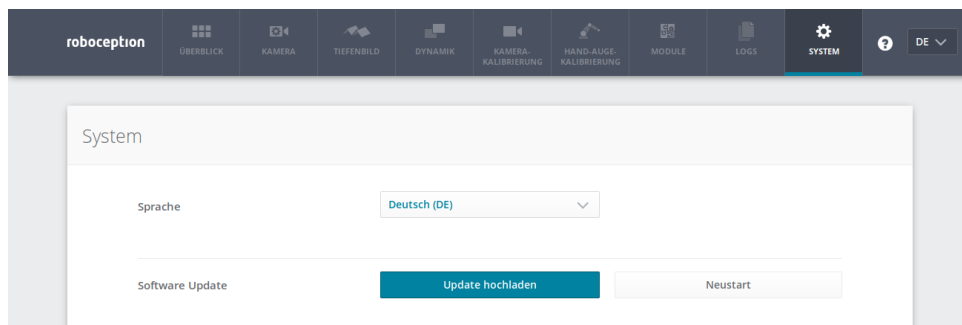 roboception
ÜBERBLICK
KAMERA
TIEFENBILD
DYNAMIK
KAMERA-
KALIBRIERUNG
HAND-AUGE-
KALIBRIERUNG
MODULE
LOGS
SYSTEM
?
DE
System
Sprache
Deutsch (DE)
Software Update
Update hochladen
Neustart